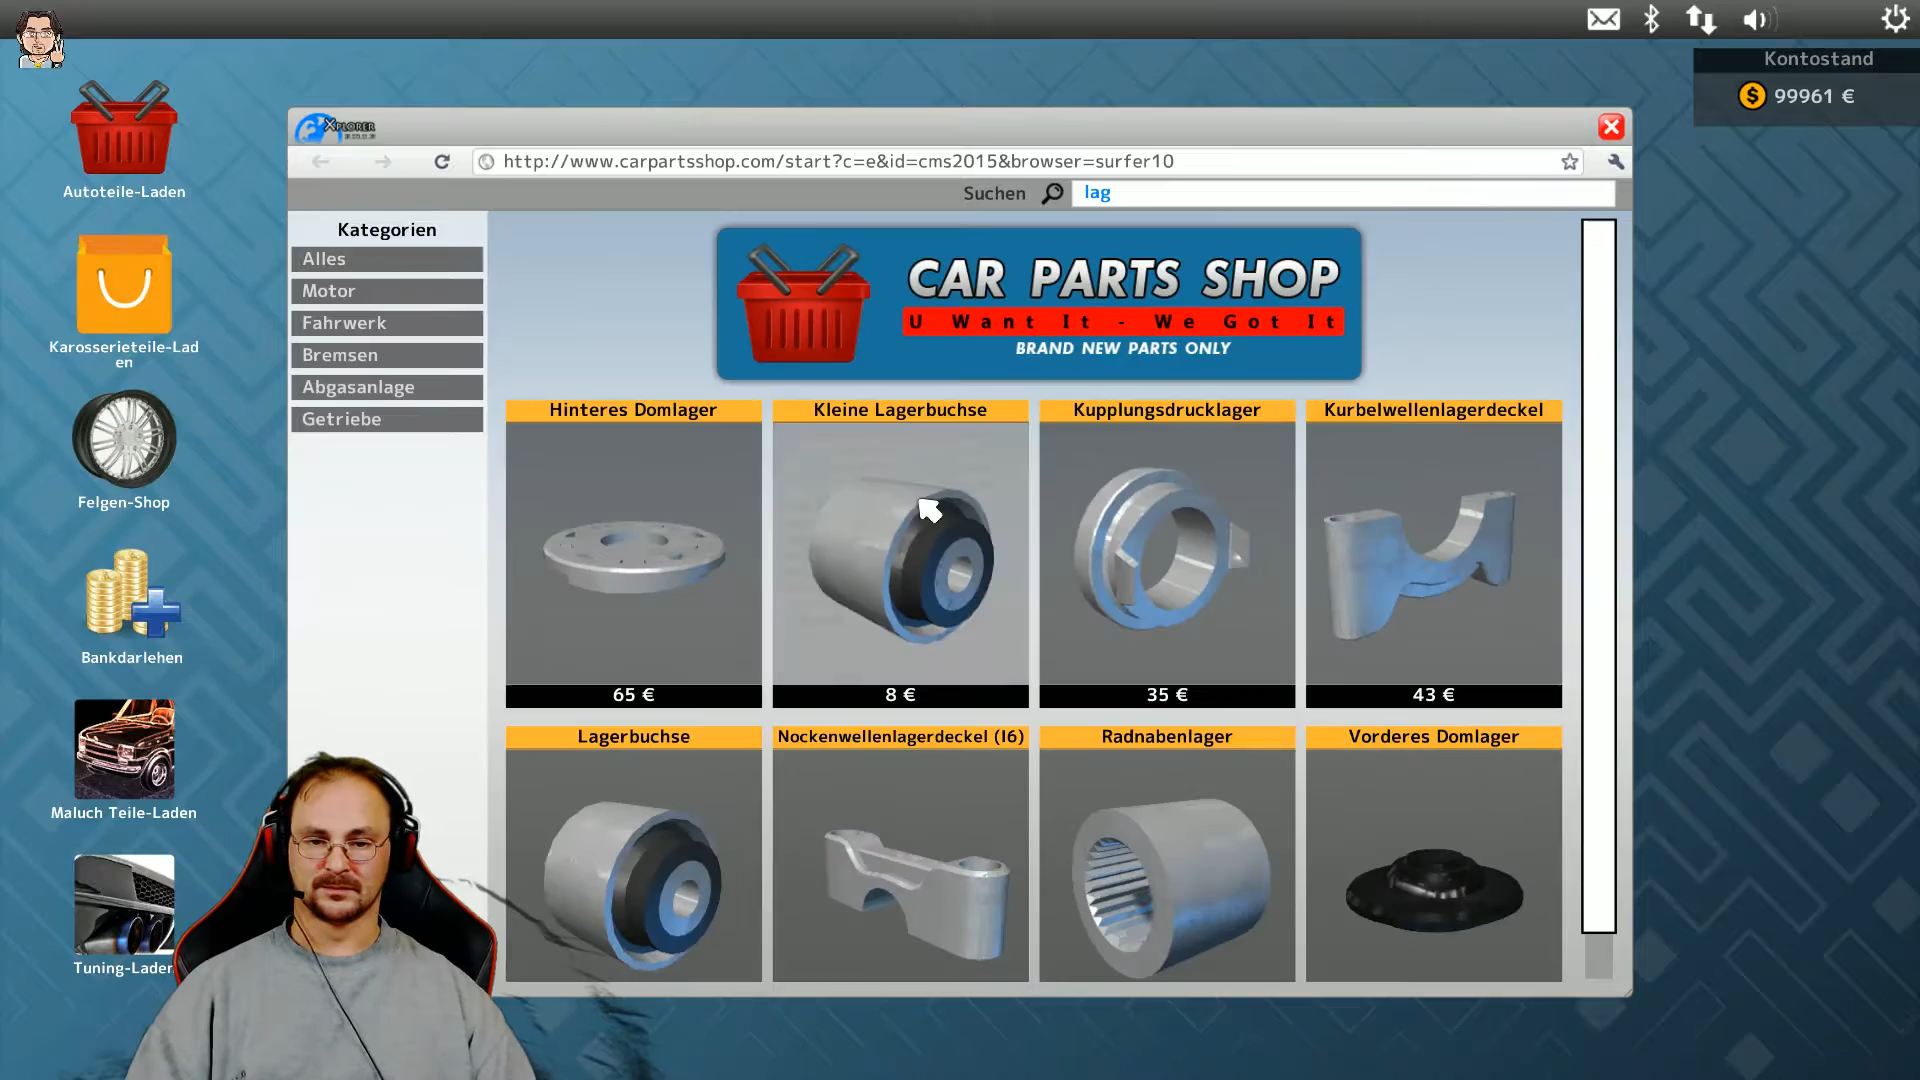 Kontostand
99961 €
Autoteile-Laden
Karosserieteile-Lad
en
Felgen-Shop
Bankdarlehen
Maluch Teile-Laden
Tuning-Laden
XPLORER
http://www.carpartsshop.com/start?c=e&id=cms2015&browser=surfer10
Suchen
lag
Kategorien
Alles
Motor
Fahrwerk
Bremsen
Abgasanlage
Getriebe
CAR PARTS SHOP
U Want It - We Got It
BRAND NEW PARTS ONLY
Hinteres Domlager
Kleine Lagerbuchse
Kupplungsdrucklager
Kurbelwellenlagerdeckel
65 €
8 €
35 €
43 €
Lagerbuchse
Nockenwellenlagerdeckel (I6)
Radnabenlager
Vorderes Domlager